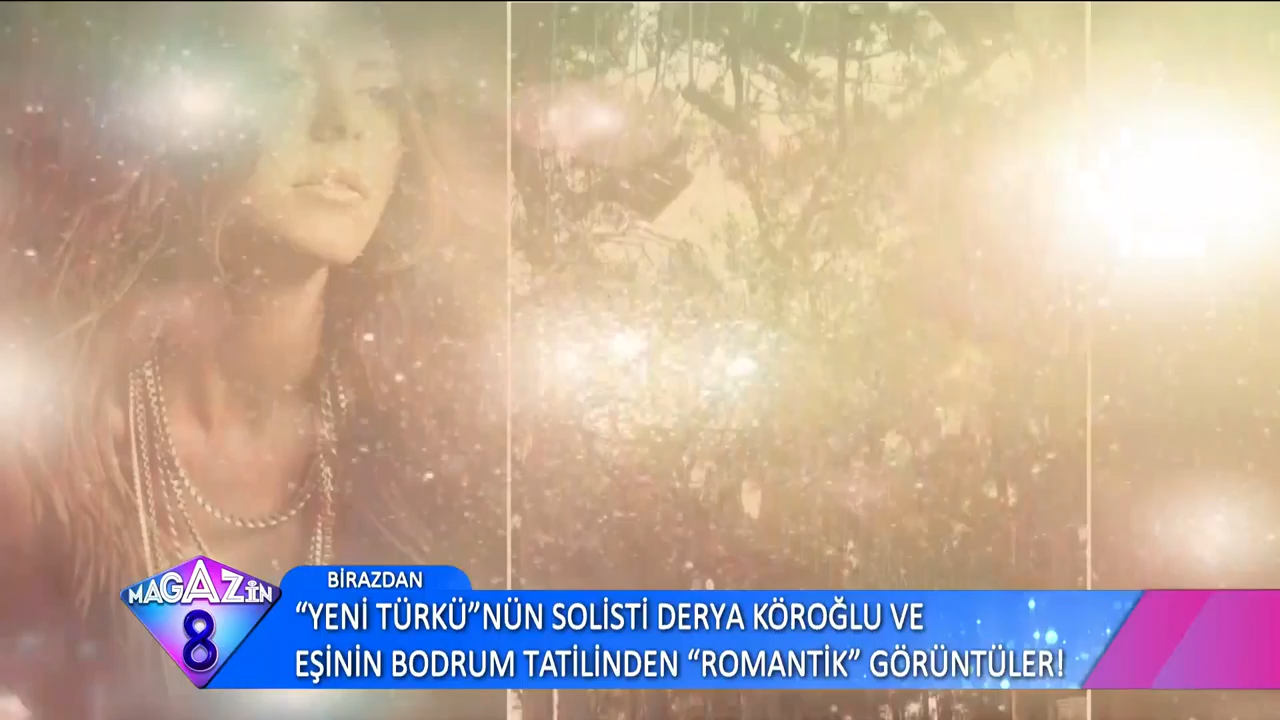 BİRAZDAN
MAGAZİN
8
“YENİ TÜRKÜ”NÜN SOLİSTİ DERYA KÖROĞLU VE
EŞİNİN BODRUM TATİLİNDEN “ROMANTİK” GÖRÜNTÜLER!